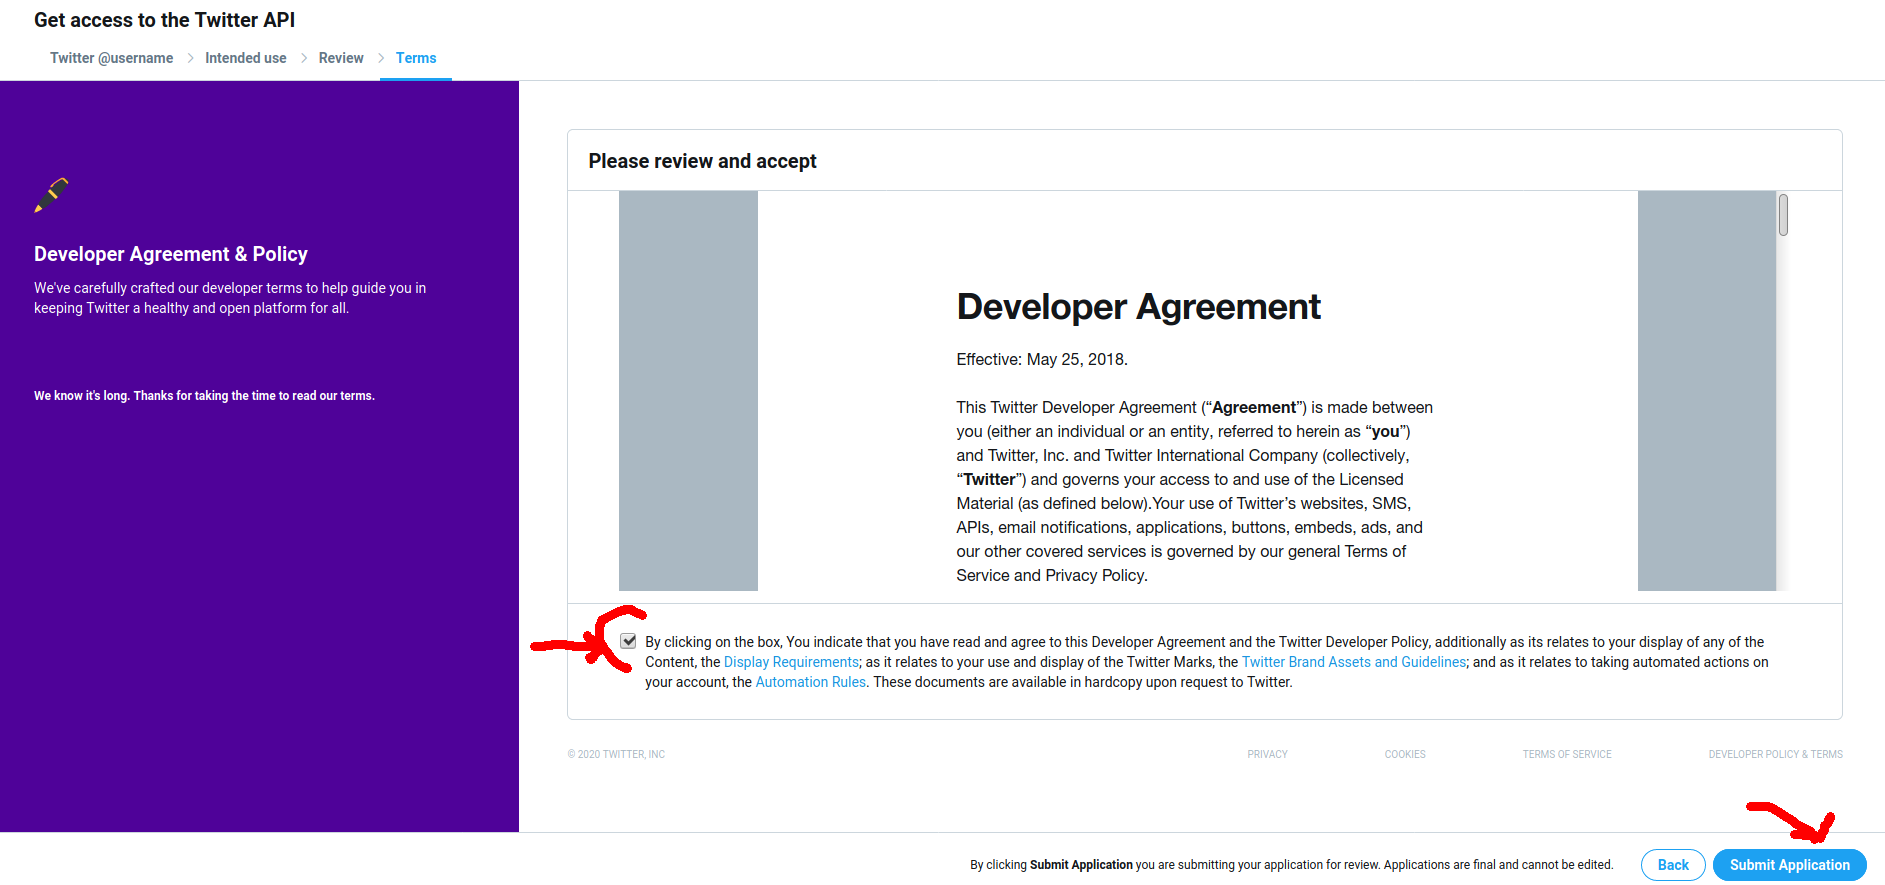 Get access to the Twitter API
Twitter @username > Intended use > Review > Terms
Developer Agreement & Policy
We've carefully crafted our developer terms to help guide you in
keeping Twitter a healthy and open platform for all.
We know it's long. Thanks for taking the time to read our terms.
Please review and accept
Developer Agreement
Effective: May 25, 2018.
This Twitter Developer Agreement (“Agreement”) is made between
you (either an individual or an entity, referred to herein as “you”)
and Twitter, Inc. and Twitter International Company (collectively,
“Twitter”) and governs your access to and use of the Licensed
Material (as defined below).Your use of Twitter’s websites, SMS,
APIs, email notifications, applications, buttons, embeds, ads, and
our other covered services is governed by our general Terms of
Service and Privacy Policy.
By clicking on the box, You indicate that you have read and agree to this Developer Agreement and the Twitter Developer Policy, additionally as its relates to your display of any of the
Content, the Display Requirements; as it relates to your use and display of the Twitter Marks, the Twitter Brand Assets and Guidelines; and as it relates to taking automated actions on
your account, the Automation Rules. These documents are available in hardcopy upon request to Twitter.
© 2020 TWITTER, INC PRIVACY COOKIES TERMS OF SERVICE DEVELOPER POLICY & TERMS
By clicking Submit Application you are submitting your application for review. Applications are final and cannot be edited. Back Submit Application